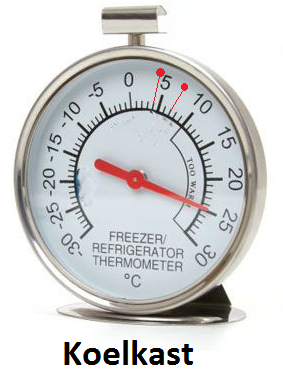 -30 -25 -20 -15 -10 -5 0 5 10 15 20 25 30
TOO WARM
FREEZER/
REFRIGERATOR
THERMOMETER
°C
Koelkast